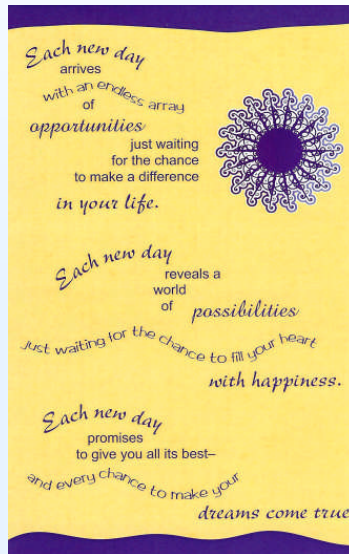 Each new day
arrives
with an endless array
of
opportunities
just waiting
for the chance
to make a difference
in your life.
Each new day
reveals a
world
of
possibilities
just waiting for the chance to fill your heart
with happiness.
Each new day
promises
to give you all its best–
and every chance to make your
dreams come true